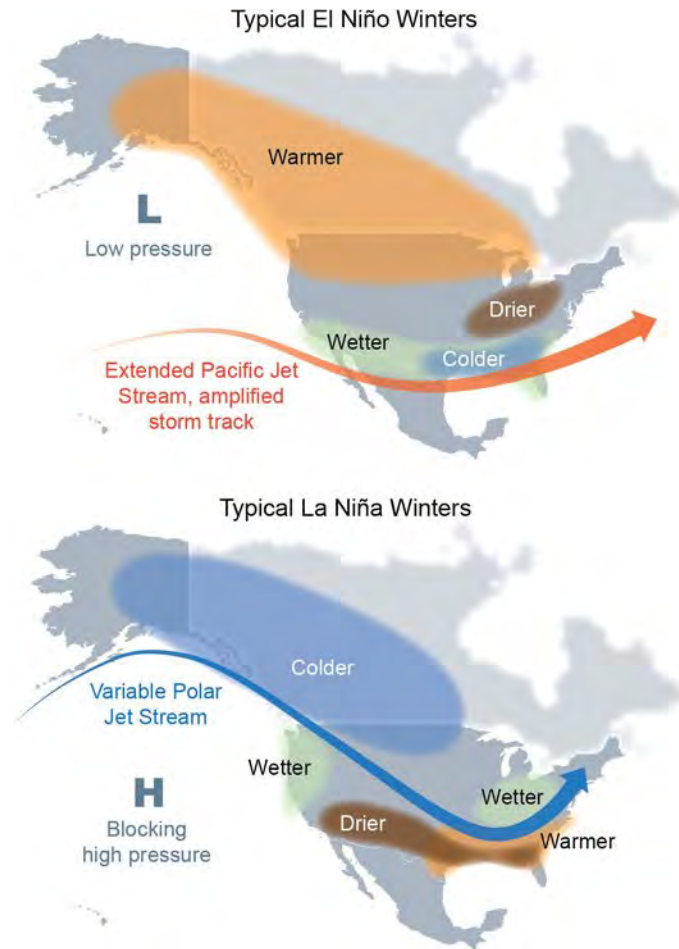 Typical El Niño Winters
Warmer
L
Low pressure
Drier
Wetter
Colder
Extended Pacific Jet
Stream, amplified
storm track
Typical La Niña Winters
Colder
Variable Polar
Jet Stream
Wetter
H
Blocking
high pressure
Wetter
Drier
Warmer